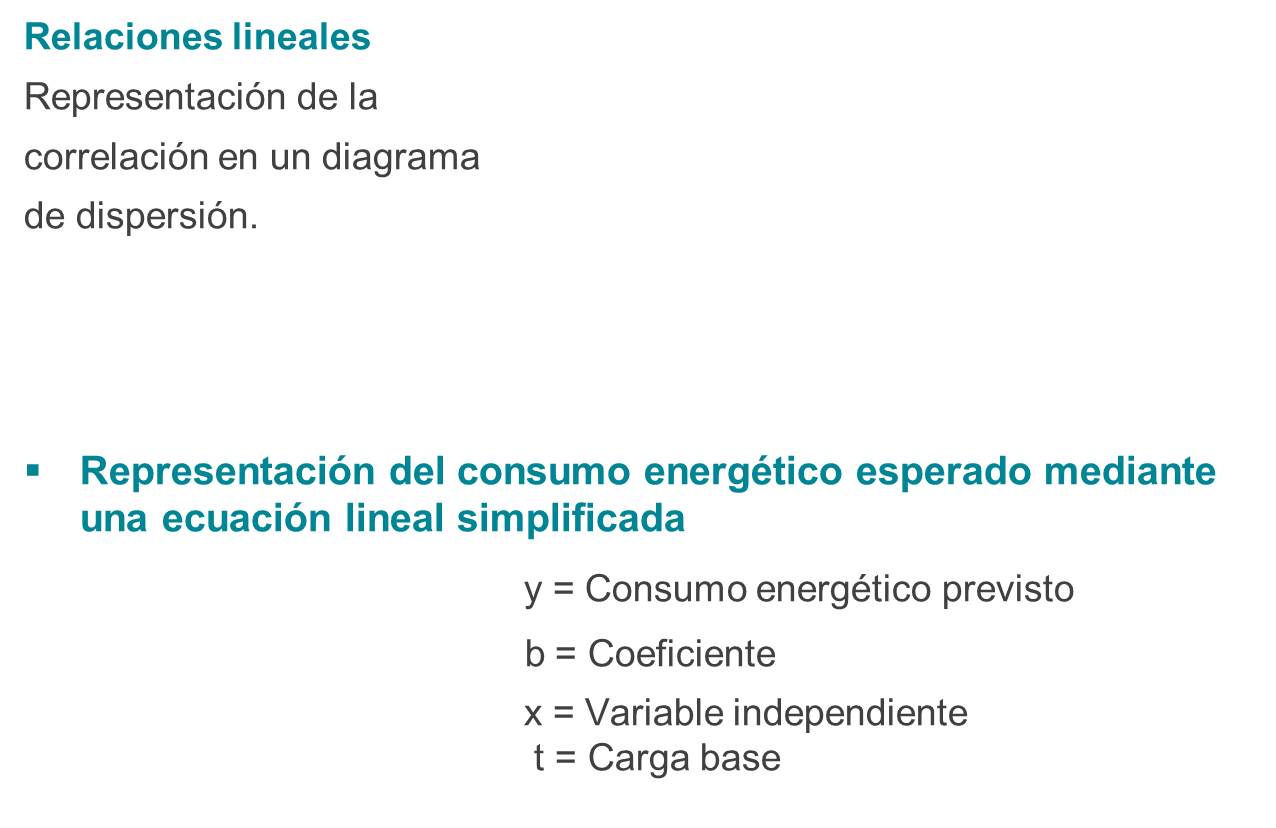 Relaciones lineales
Representación de la
correlación en un diagrama
de dispersión.
▪ Representación del consumo energético esperado mediante
una ecuación lineal simplificada
y = Consumo energético previsto
b = Coeficiente
x = Variable independiente
t = Carga base